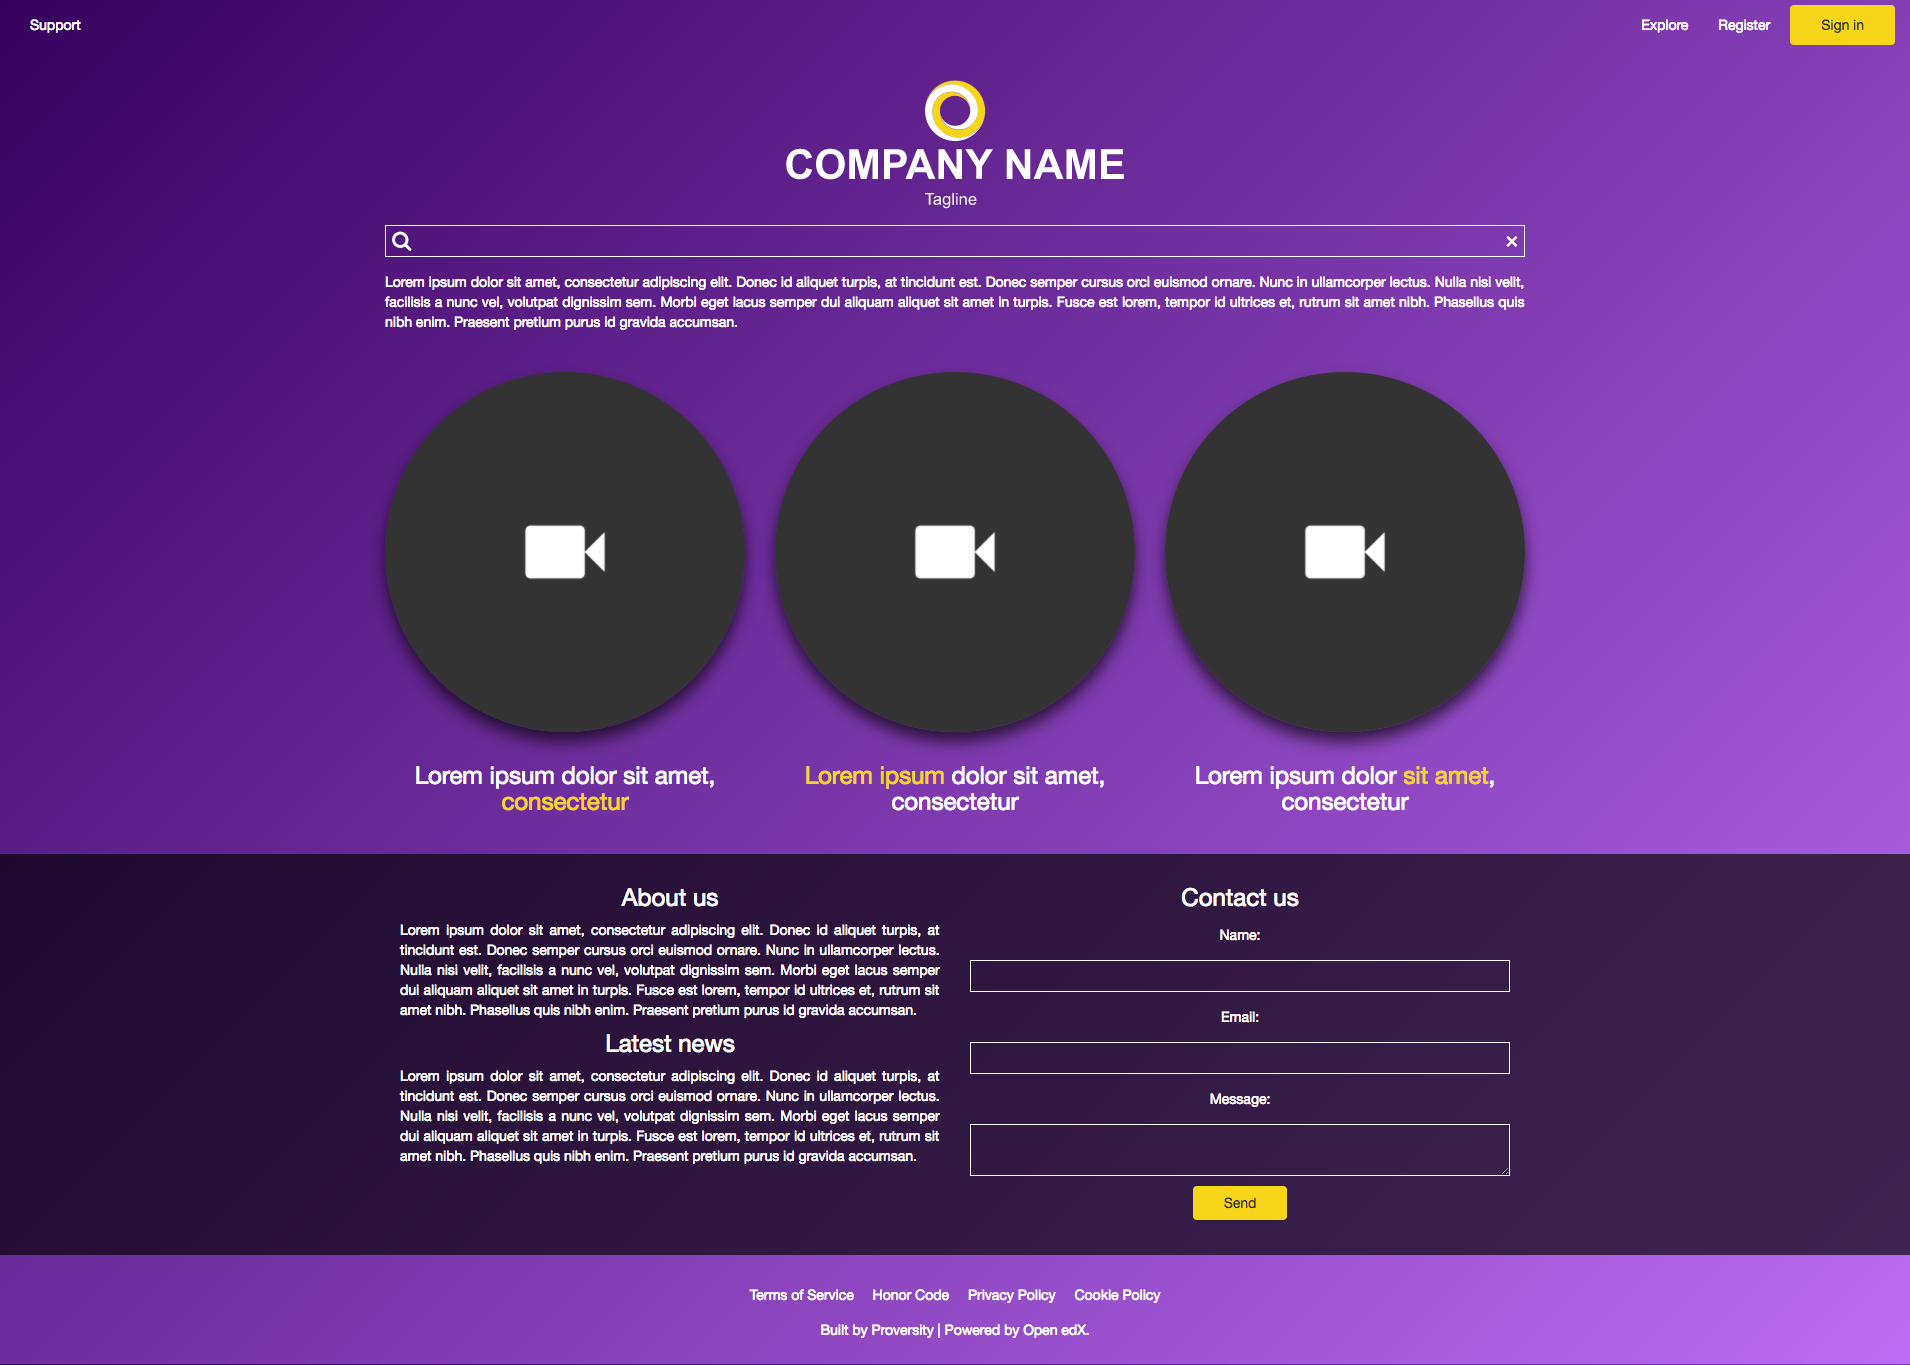 Support
Explore
Register
Sign in
COMPANY NAME
Tagline
Lorem ipsum dolor sit amet, consectetur adipiscing elit. Donec id aliquet turpis, at tincidunt est. Donec semper cursus orci euismod ornare. Nunc in ullamcorper lectus. Nulla nisi velit,
facilisis a nunc vel, volutpat dignissim sem. Morbi eget lacus semper dui aliquam aliquet sit amet in turpis. Fusce est lorem, tempor id ultrices et, rutrum sit amet nibh. Phasellus quis
nibh enim. Praesent pretium purus id gravida accumsan.
Lorem ipsum dolor sit amet,
consectetur
Lorem ipsum dolor sit amet,
consectetur
Lorem ipsum dolor sit amet,
consectetur
About us
Lorem ipsum dolor sit amet, consectetur adipiscing elit. Donec id aliquet turpis, at
tincidunt est. Donec semper cursus orci euismod ornare. Nunc in ullamcorper lectus.
Nulla nisi velit, facilisis a nunc vel, volutpat dignissim sem. Morbi eget lacus semper
dui aliquam aliquet sit amet in turpis. Fusce est lorem, tempor id ultrices et, rutrum sit
amet nibh. Phasellus quis nibh enim. Praesent pretium purus id gravida accumsan.
Latest news
Lorem ipsum dolor sit amet, consectetur adipiscing elit. Donec id aliquet turpis, at
tincidunt est. Donec semper cursus orci euismod ornare. Nunc in ullamcorper lectus.
Nulla nisi velit, facilisis a nunc vel, volutpat dignissim sem. Morbi eget lacus semper
dui aliquam aliquet sit amet in turpis. Fusce est lorem, tempor id ultrices et, rutrum sit
amet nibh. Phasellus quis nibh enim. Praesent pretium purus id gravida accumsan.
Contact us
Name:
Email:
Message:
Send
Terms of Service
Honor Code
Privacy Policy
Cookie Policy
Built by Proversity | Powered by Open edX.